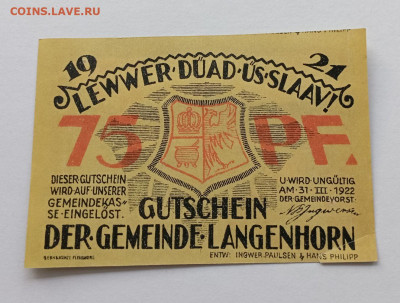 COINS.LAVE.RU
19 21
LEWWER·DÜAD·ÜS·SLAAV!
75 PF.
DIESER·GUTSCHEIN
WIRD·AUF·UNSERER
GEMEINDEKAS=
SE·EINGELÖST.
U·WIRD·UNGÜLTIG
AM·31·III·1922
DER·GEMEINDEVORST·
GUTSCHEIN
DER·GEMEINDE·LANGENHORN
ENTW: INGWER·PAULSEN & HANS PHILIPP